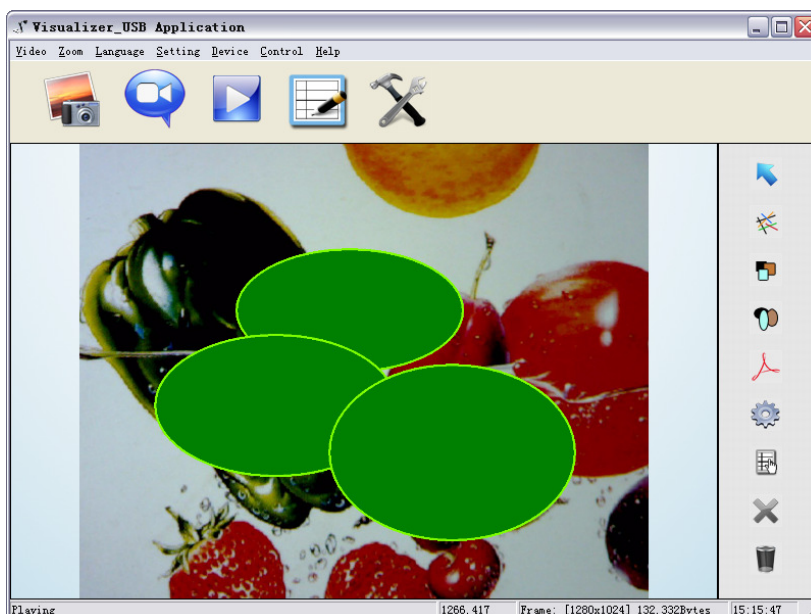 Visualizer_USB Application
Video Zoom Language Setting Device Control Help
Playing 1266.417 Frame: [1280x1024] 132.332Bytes 15:15:47